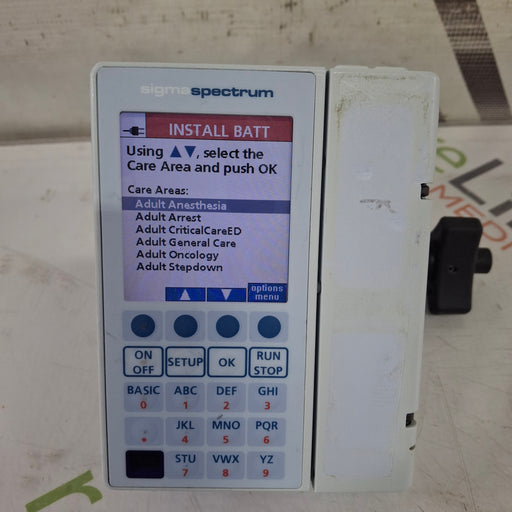 sigmaspectrum
INSTALL BATT
Using ▲▼, select the
Care Area and push OK
Care Areas:
Adult Anesthesia
Adult Arrest
Adult CriticalCareED
Adult General Care
Adult Oncology
Adult Stepdown
options
menu
ON
OFF
SETUP
OK
RUN
STOP
BASIC
0
ABC
1
DEF
2
GHI
3
.
JKL
4
MNO
5
PQR
6
STU
7
VWX
8
YZ
9